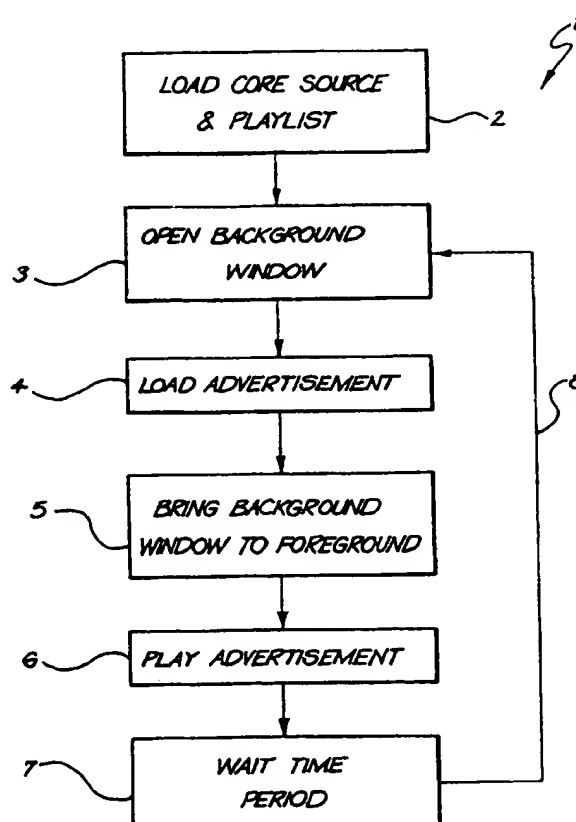 LOAD CORE SOURCE
& PLAYLIST
2
OPEN BACKGROUND
WINDOW
3
LOAD ADVERTISEMENT
4
BRING BACKGROUND
WINDOW TO FOREGROUND
5
PLAY ADVERTISEMENT
6
WAIT TIME
PERIOD
7